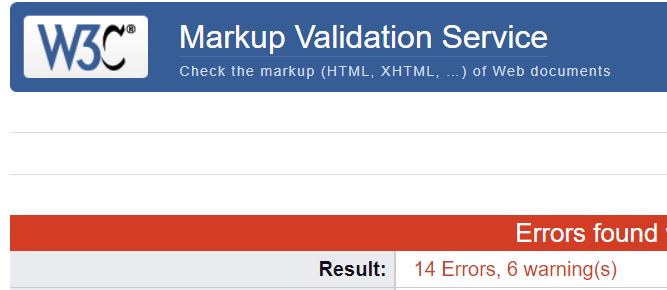 W3C®
Markup Validation Service
Check the markup (HTML, XHTML, …) of Web documents
Errors found
Result: 14 Errors, 6 warning(s)